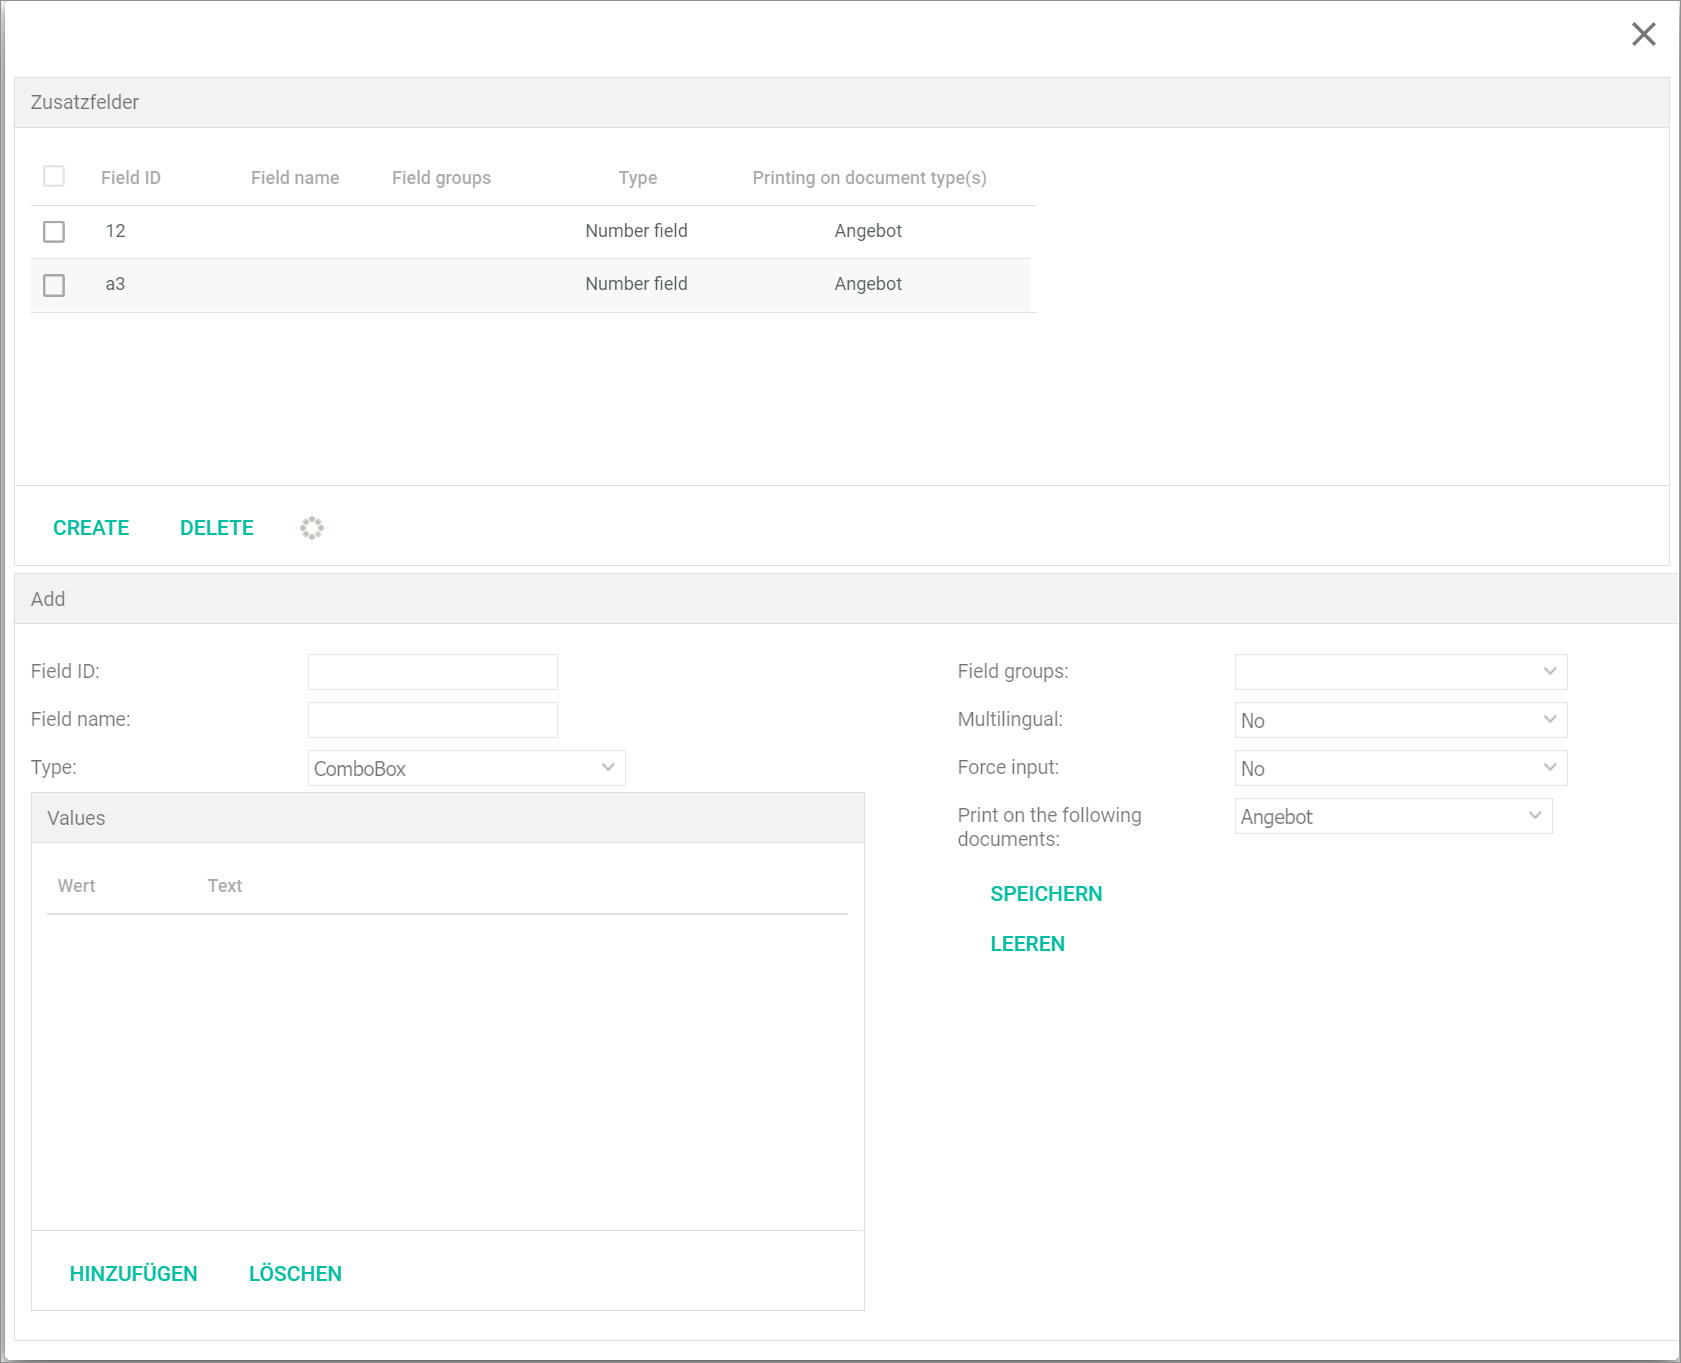 Zusatzfelder
Field ID Field name Field groups Type Printing on document type(s)
12 Number field Angebot
a3 Number field Angebot
CREATE DELETE
Add
Field ID:
Field name:
Type: ComboBox
Values
Wert Text
HINZUFÜGEN LÖSCHEN
Field groups:
Multilingual: No
Force input: No
Print on the following Angebot
documents:
SPEICHERN
LEEREN